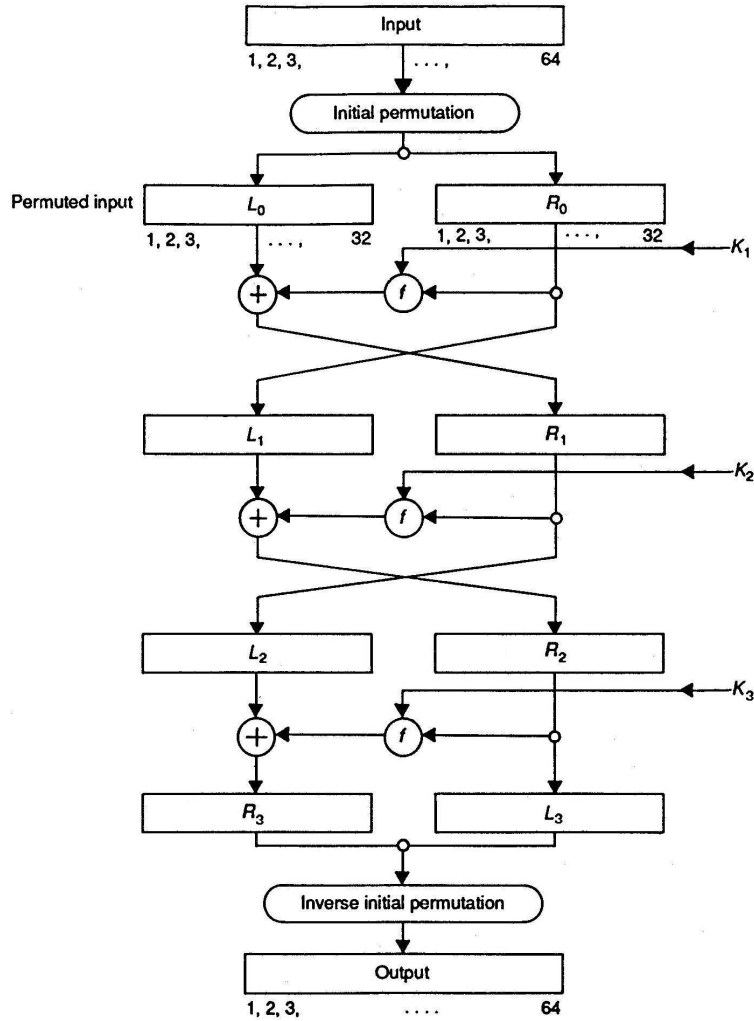 Input
1, 2, 3, . . . , 64
Initial permutation
Permuted input L₀ R₀
1, 2, 3, . . . , 32 1, 2, 3, . . . , 32
K₁
+ f
L₁ R₁
K₂
+ f
L₂ R₂
K₃
+ f
R₃ L₃
Inverse initial permutation
Output
1, 2, 3, . . . . 64